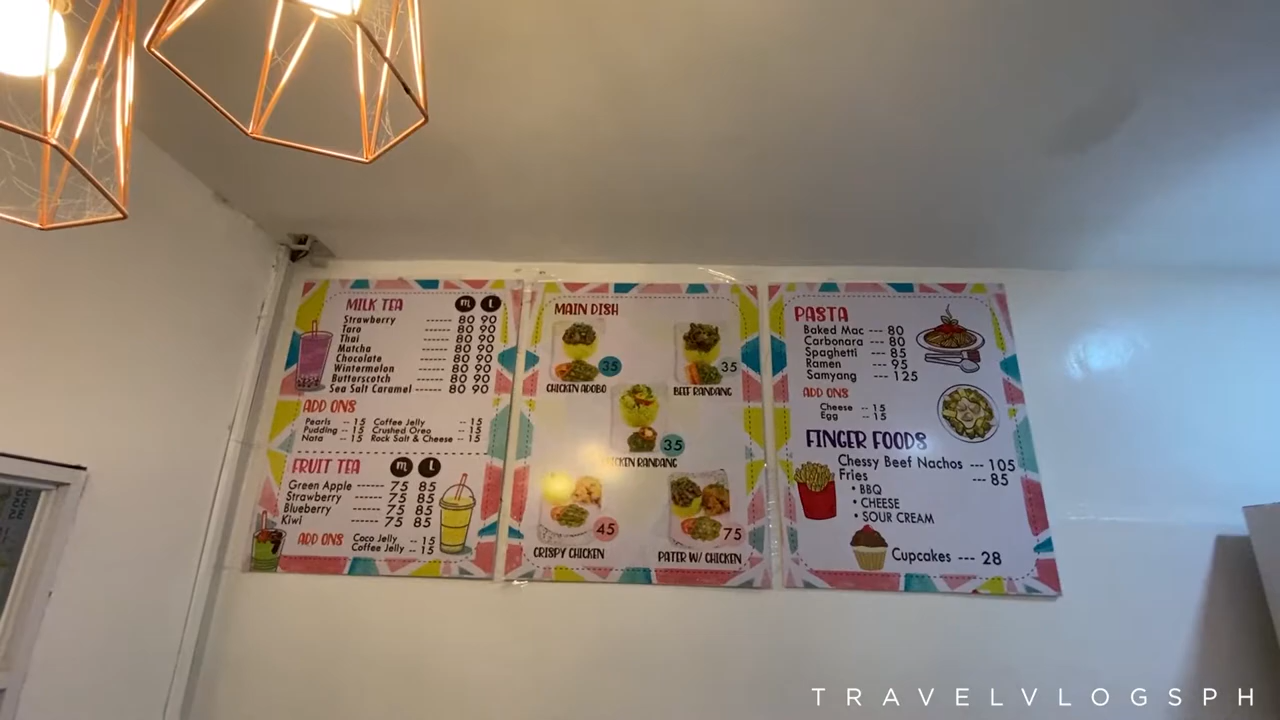 MILK TEA M L
Strawberry ------ 80 90
Taro 80 90
Thai ------ 80 90
Matcha ------ 80 90
Chocolate ------ 80 90
Wintermelon ------ 80 90
Butterscotch ------ 80 90
Sea Salt Caramel ------ 80 90
ADD ONS
Pearls -- 15 Coffee Jelly -- 15
Pudding -- 15 Crushed Oreo -- 15
Nata -- 15 Rock Salt & Cheese -- 15
FRUIT TEA M L
Green Apple ------ 75 85
Strawberry ------ 75 85
Blueberry ------ 75 85
Kiwi ------ 75 85
ADD ONS Coco Jelly -- 15
Coffee Jelly -- 15
MAIN DISH
35 35
CHICKEN ADOBO BEEF RANDANG
35
CHICKEN RANDANG
45 75
CRISPY CHICKEN PATER W/ CHICKEN
PASTA
Baked Mac --- 80
Carbonara --- 80
Spaghetti --- 85
Ramen --- 95
Samyang --- 125
ADD ONS
Cheese -- 15
Egg -- 15
FINGER FOODS
Chessy Beef Nachos --- 105
Fries --- 85
• BBQ
• CHEESE
• SOUR CREAM
Cupcakes --- 28
TRAVELVLOGSPH